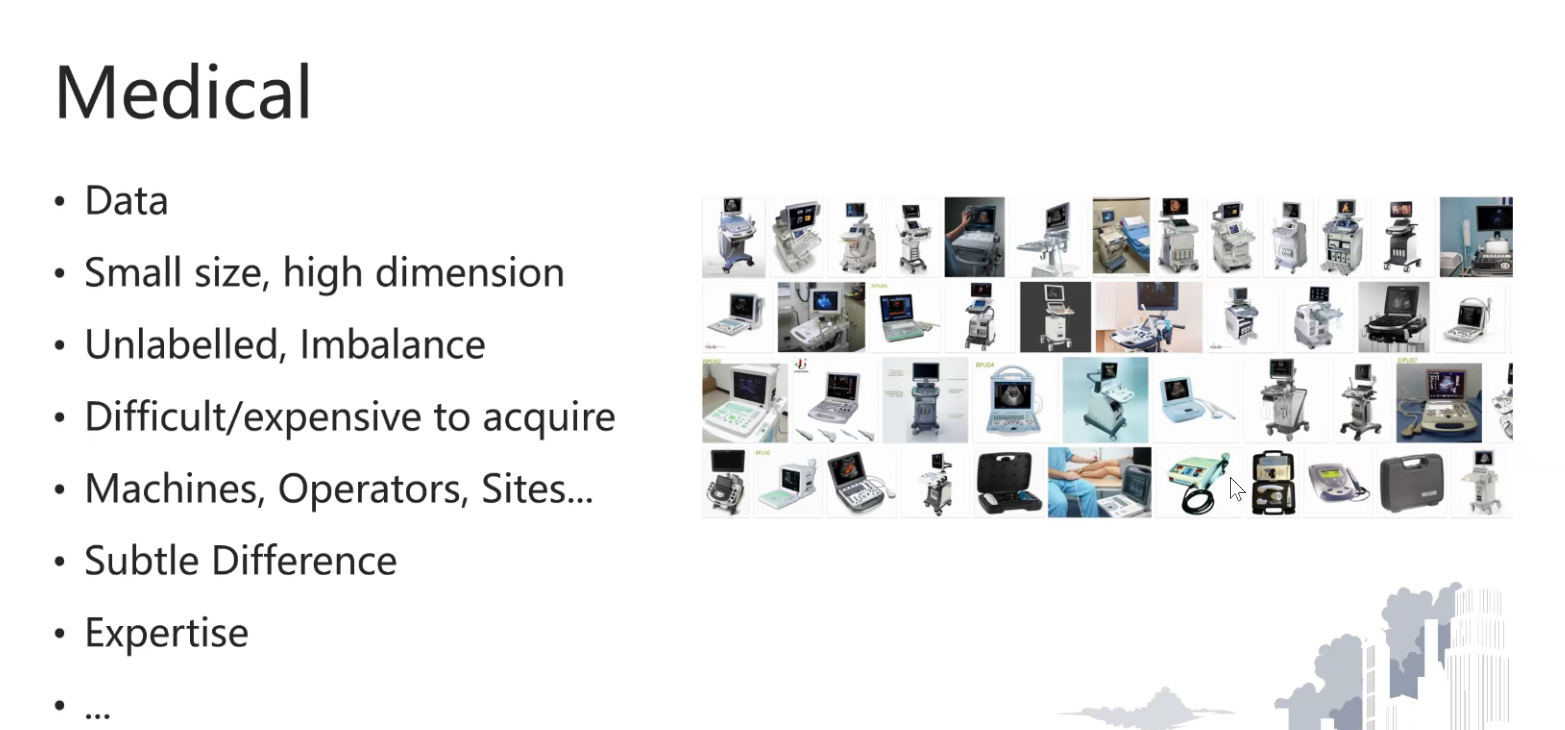 Medical
• Data
• Small size, high dimension
• Unlabelled, Imbalance
• Difficult/expensive to acquire
• Machines, Operators, Sites...
• Subtle Difference
• Expertise
• ...